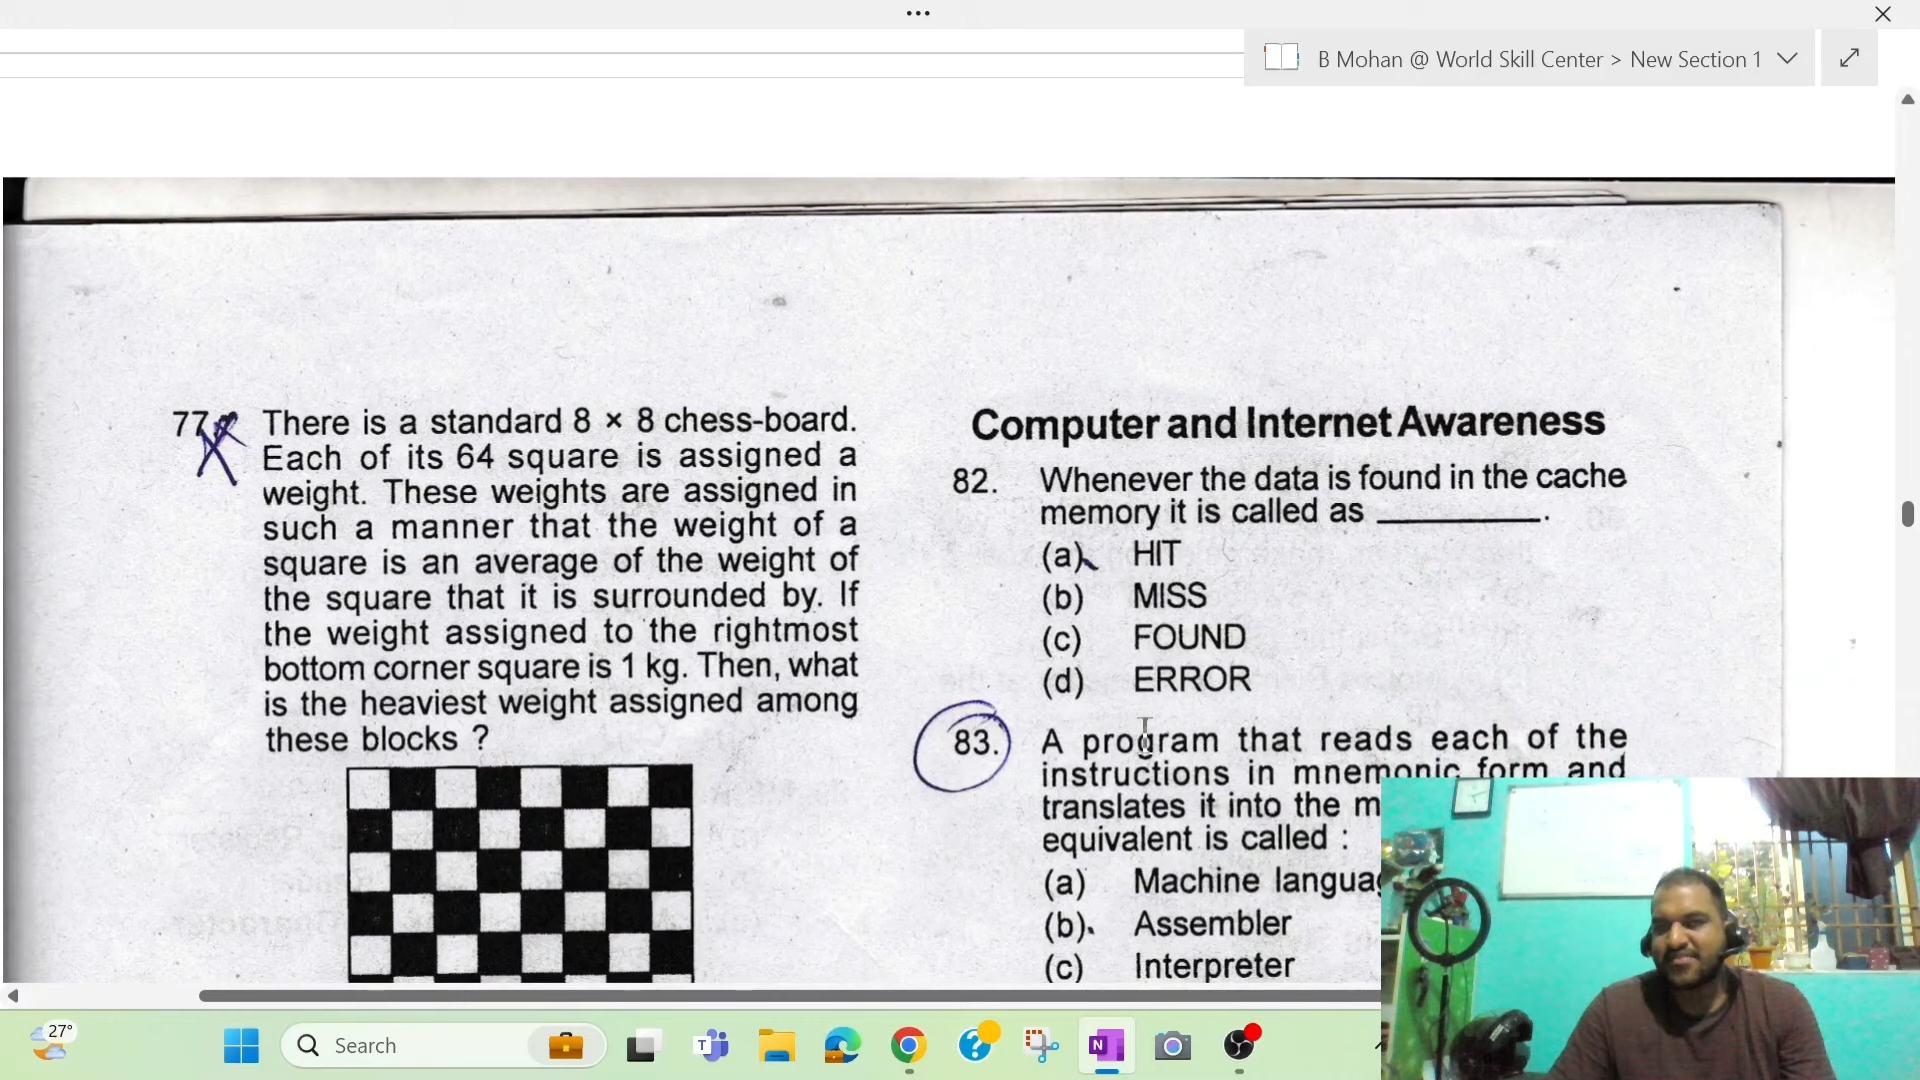 B Mohan @ World Skill Center > New Section 1
77.
There is a standard 8 × 8 chess-board.
Each of its 64 square is assigned a
weight. These weights are assigned in
such a manner that the weight of a
square is an average of the weight of
the square that it is surrounded by. If
the weight assigned to the rightmost
bottom corner square is 1 kg. Then, what
is the heaviest weight assigned among
these blocks ?
Computer and Internet Awareness
82. Whenever the data is found in the cache
memory it is called as __________.
(a) HIT
(b) MISS
(c) FOUND
(d) ERROR
83. A program that reads each of the
instructions in mnemonic form and
translates it into the
equivalent is called :
(a) Machine
(b) Assembler
(c) Interpreter
27°
Search